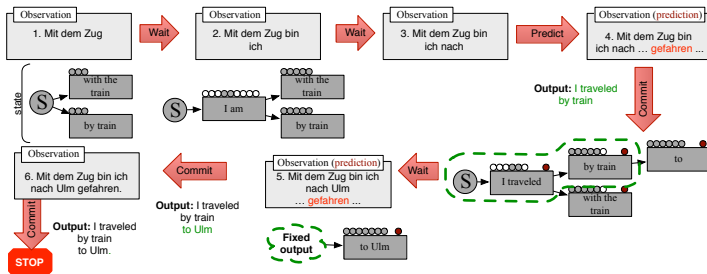 Observation
1. Mit dem Zug
Wait
Observation
2. Mit dem Zug bin
ich
Wait
Observation
3. Mit dem Zug bin
ich nach
Predict
Observation (prediction)
4. Mit dem Zug bin
ich nach ... gefahren ...
state
S
with the
train
by train
S
I am
with the
train
by train
Output: I traveled
by train
Commit
S
I traveled
by train
with the
train
to
Wait
Observation (prediction)
5. Mit dem Zug bin ich
nach Ulm
... gefahren ...
Fixed
output
to Ulm
Commit
Output: I traveled
by train
to Ulm
Observation
6. Mit dem Zug bin ich
nach Ulm gefahren.
Commit
Output: I traveled
by train
to Ulm.
STOP